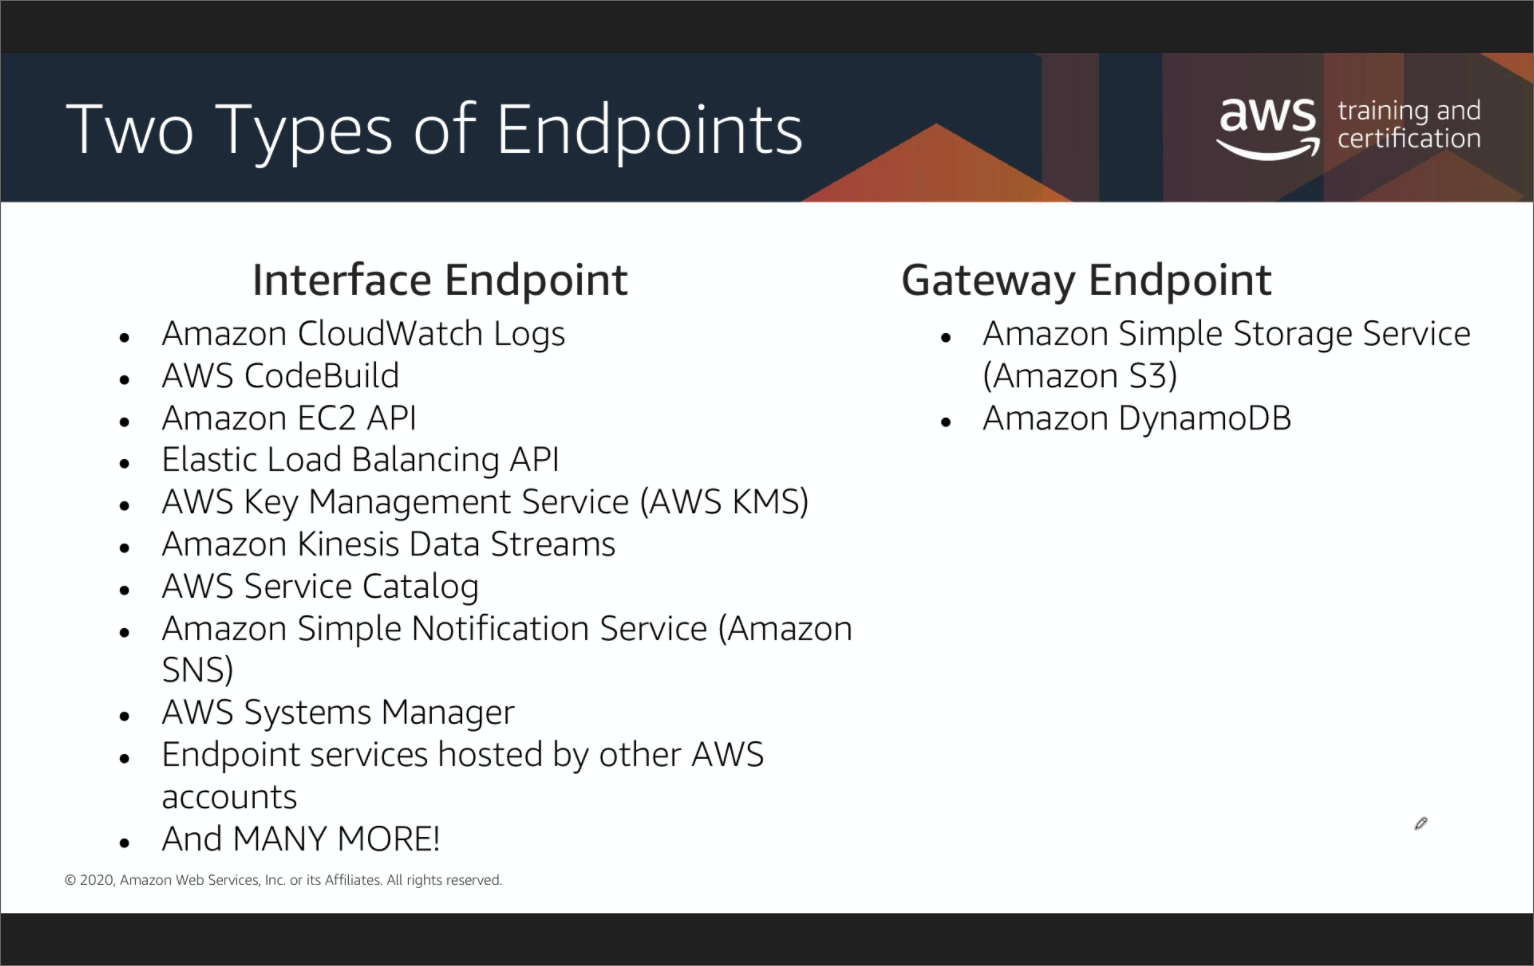 Two Types of Endpoints
aws training and
certification
Interface Endpoint
• Amazon CloudWatch Logs
• AWS CodeBuild
• Amazon EC2 API
• Elastic Load Balancing API
• AWS Key Management Service (AWS KMS)
• Amazon Kinesis Data Streams
• AWS Service Catalog
• Amazon Simple Notification Service (Amazon
SNS)
• AWS Systems Manager
• Endpoint services hosted by other AWS
accounts
• And MANY MORE!
Gateway Endpoint
• Amazon Simple Storage Service
(Amazon S3)
• Amazon DynamoDB
© 2020, Amazon Web Services, Inc. or its Affiliates. All rights reserved.